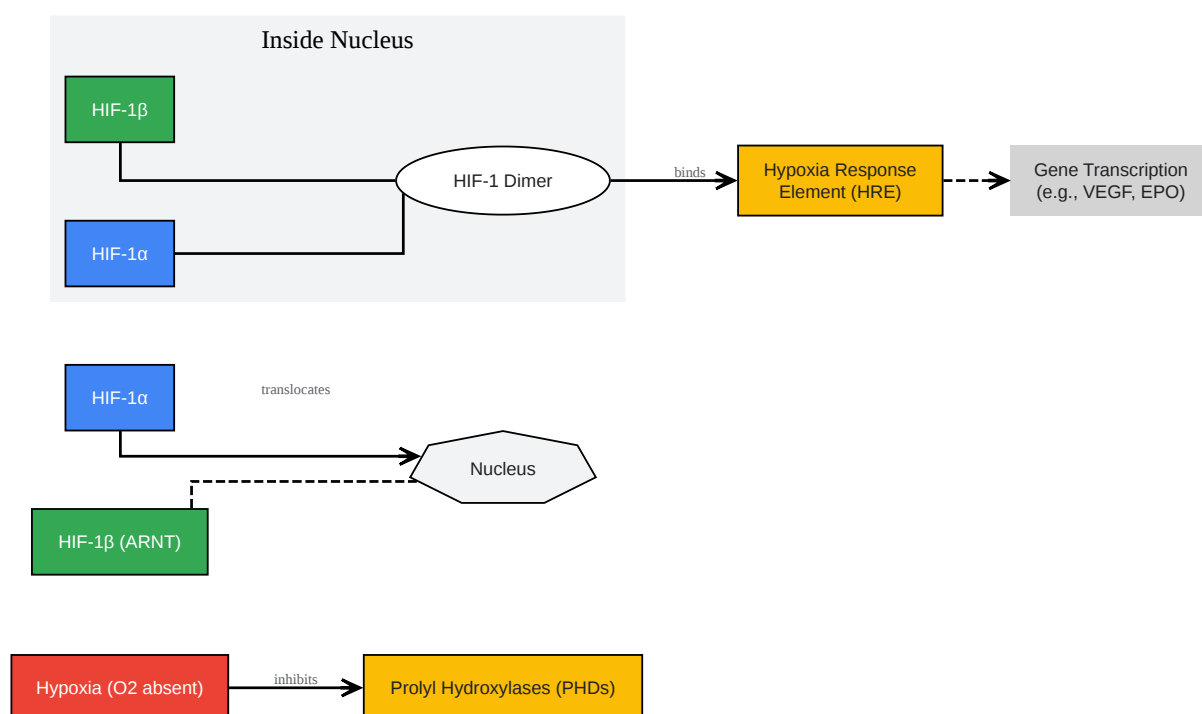 Inside Nucleus
HIF-1β
HIF-1 Dimer
binds
Hypoxia Response
Element (HRE)
Gene Transcription
(e.g., VEGF, EPO)
HIF-1α
HIF-1α
translocates
Nucleus
HIF-1β (ARNT)
Hypoxia (O2 absent)
inhibits
Prolyl Hydroxylases (PHDs)